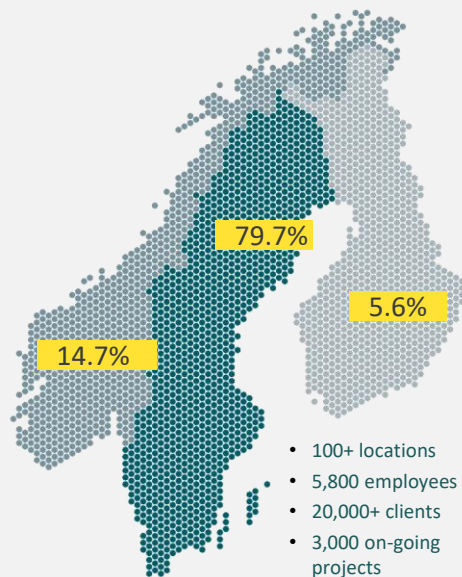 79.7%
5.6%
14.7%
• 100+ locations
• 5,800 employees
• 20,000+ clients
• 3,000 on-going
projects